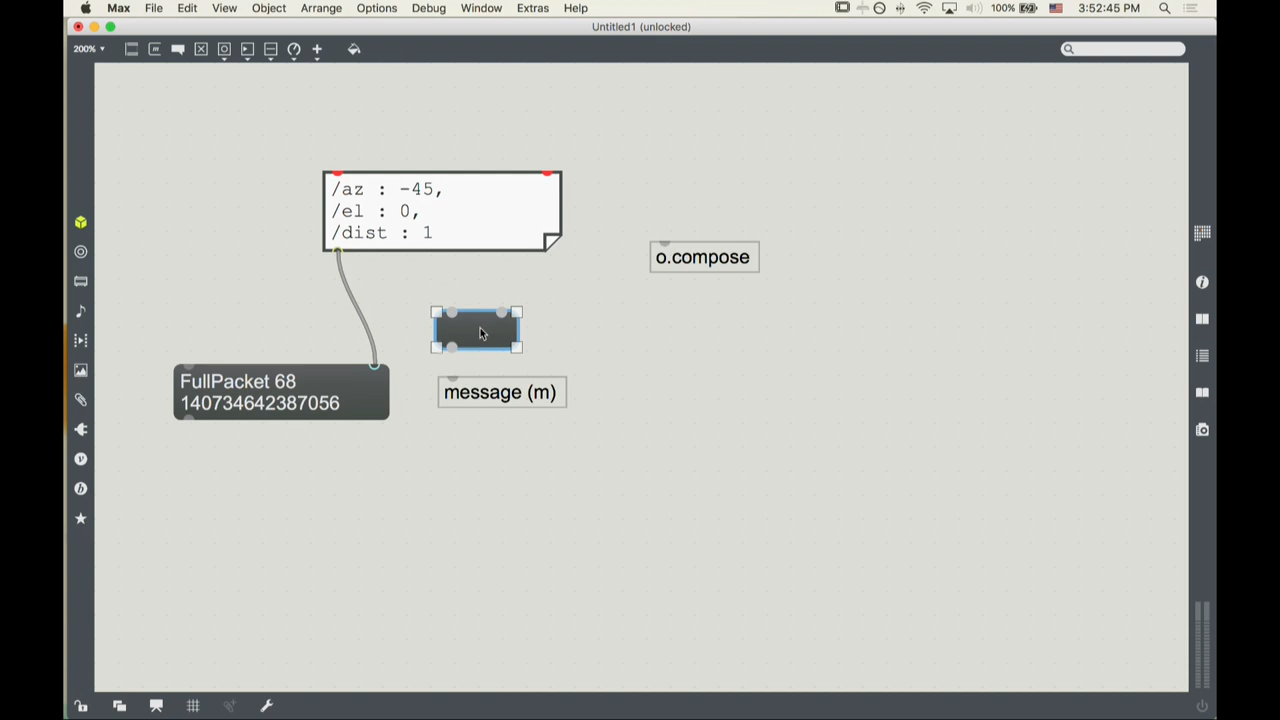 Max File Edit View Object Arrange Options Debug Window Extras Help 100% 3:52:45 PM
Untitled1 (unlocked)
200%
/az : -45,
/el : 0,
/dist : 1
o.compose
FullPacket 68
140734642387056
message (m)